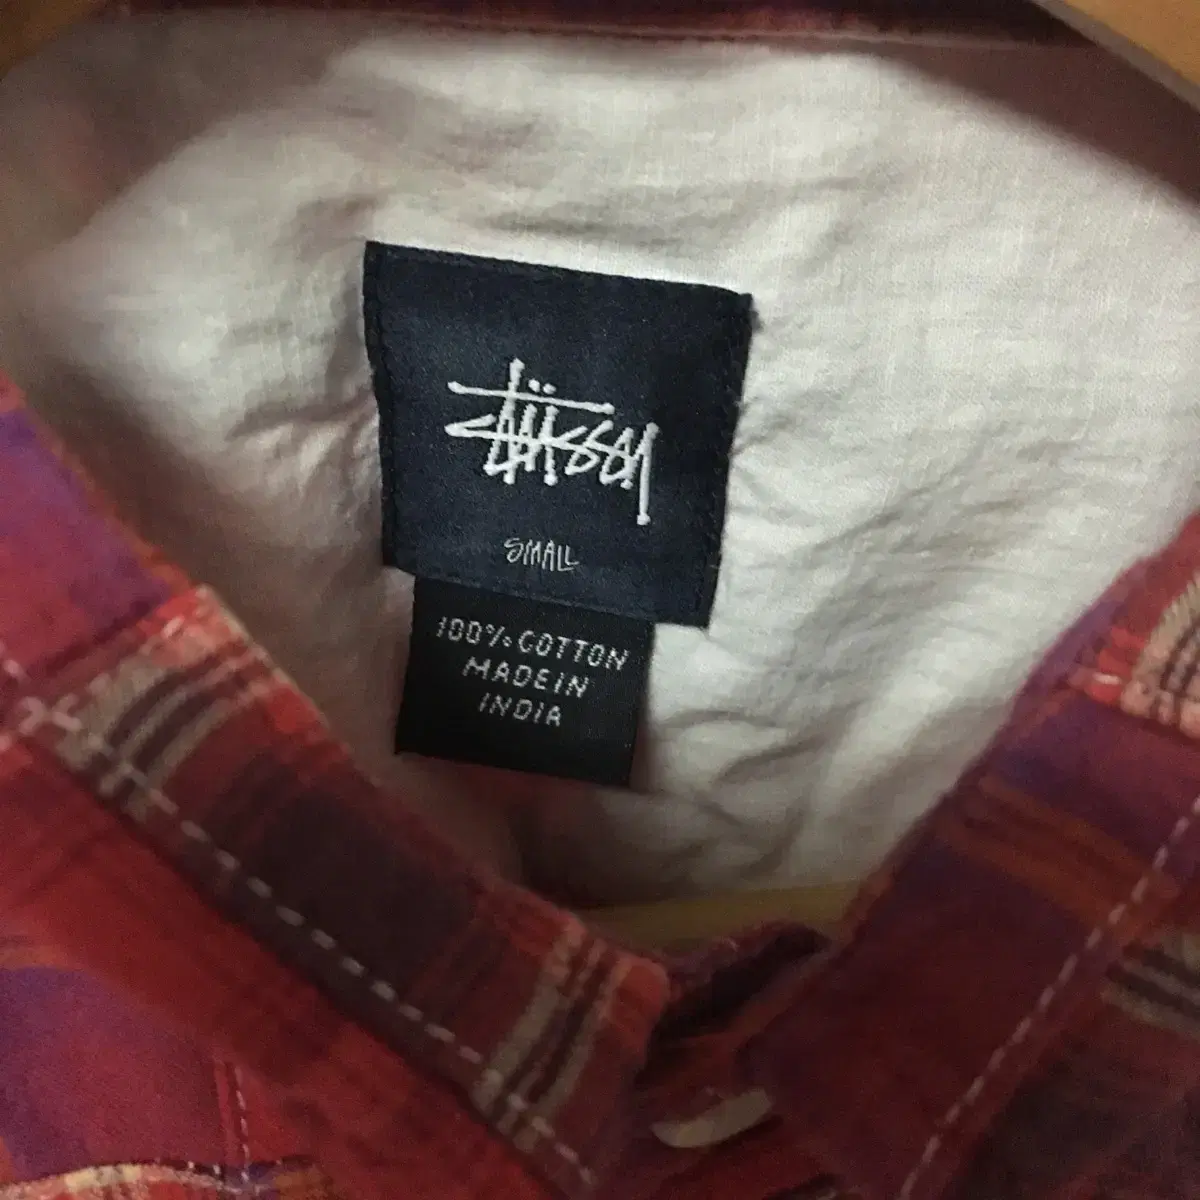 Stüssy
SMALL
100% COTTON
MADE IN
INDIA